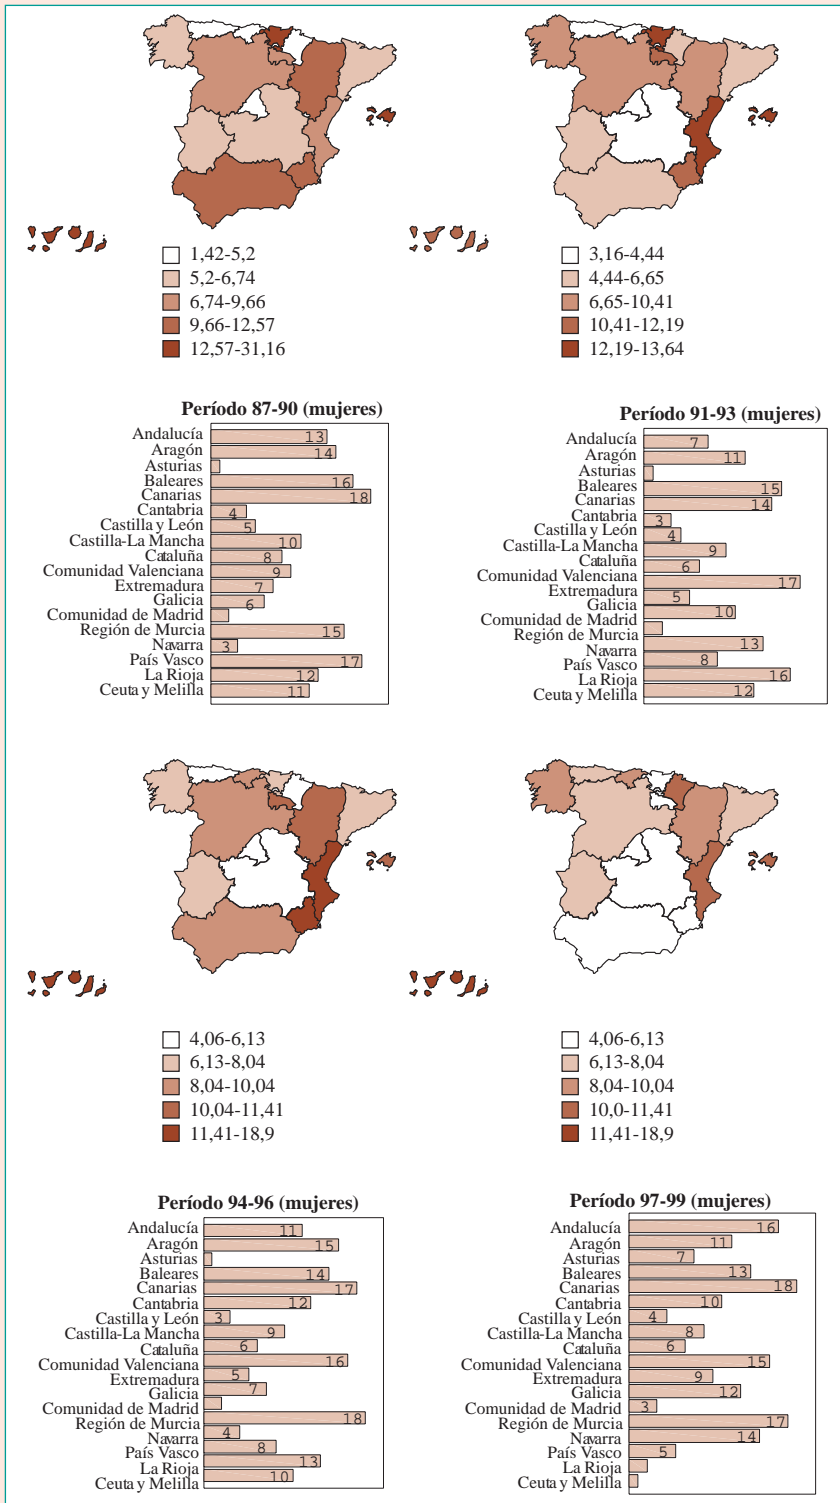 1,42-5,2
5,2-6,74
6,74-9,66
9,66-12,57
12,57-31,16
3,16-4,44
4,44-6,65
6,65-10,41
10,41-12,19
12,19-13,64
Período 87-90 (mujeres)
Andalucía 13
Aragón 14
Asturias
Baleares 16
Canarias 18
Cantabria 4
Castilla y León 5
Castilla-La Mancha 10
Cataluña 8
Comunidad Valenciana 9
Extremadura 7
Galicia 6
Comunidad de Madrid
Región de Murcia 15
Navarra 3
País Vasco 17
La Rioja 12
Ceuta y Melilla 11
Período 91-93 (mujeres)
Andalucía 7
Aragón 11
Asturias
Baleares 15
Canarias 14
Cantabria 3
Castilla y León 4
Castilla-La Mancha 9
Cataluña 6
Comunidad Valenciana 17
Extremadura 5
Galicia 10
Comunidad de Madrid
Región de Murcia 13
Navarra 8
País Vasco 16
La Rioja 12
Ceuta y Melilla
4,06-6,13
6,13-8,04
8,04-10,04
10,04-11,41
11,41-18,9
4,06-6,13
6,13-8,04
8,04-10,04
10,0-11,41
11,41-18,9
Período 94-96 (mujeres)
Andalucía 11
Aragón 15
Asturias
Baleares 14
Canarias 17
Cantabria 12
Castilla y León 3
Castilla-La Mancha 9
Cataluña 6
Comunidad Valenciana 16
Extremadura 5
Galicia 7
Comunidad de Madrid
Región de Murcia 18
Navarra 4
País Vasco 8
La Rioja 13
Ceuta y Melilla 10
Período 97-99 (mujeres)
Andalucía 16
Aragón 11
Asturias 7
Baleares 13
Canarias 18
Cantabria 10
Castilla y León 4
Castilla-La Mancha 8
Cataluña 6
Comunidad Valenciana 15
Extremadura 9
Galicia 12
Comunidad de Madrid 3
Región de Murcia 17
Navarra 14
País Vasco 5
La Rioja
Ceuta y Melilla